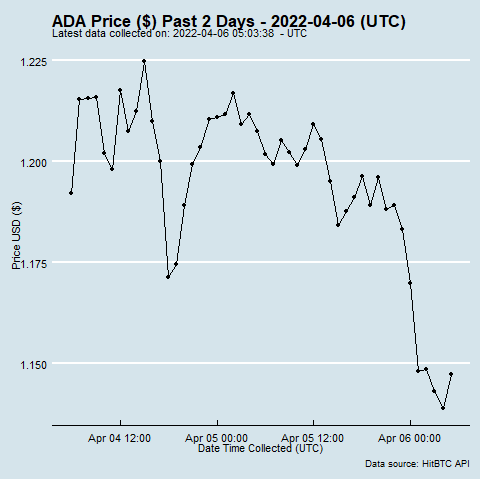 ADA Price ($) Past 2 Days - 2022-04-06 (UTC)
Latest data collected on: 2022-04-06 05:03:38  - UTC
1.225
1.200
1.175
1.150
Price USD ($)
Apr 04 12:00
Apr 05 00:00
Apr 05 12:00
Apr 06 00:00
Date Time Collected (UTC)
Data source: HitBTC API